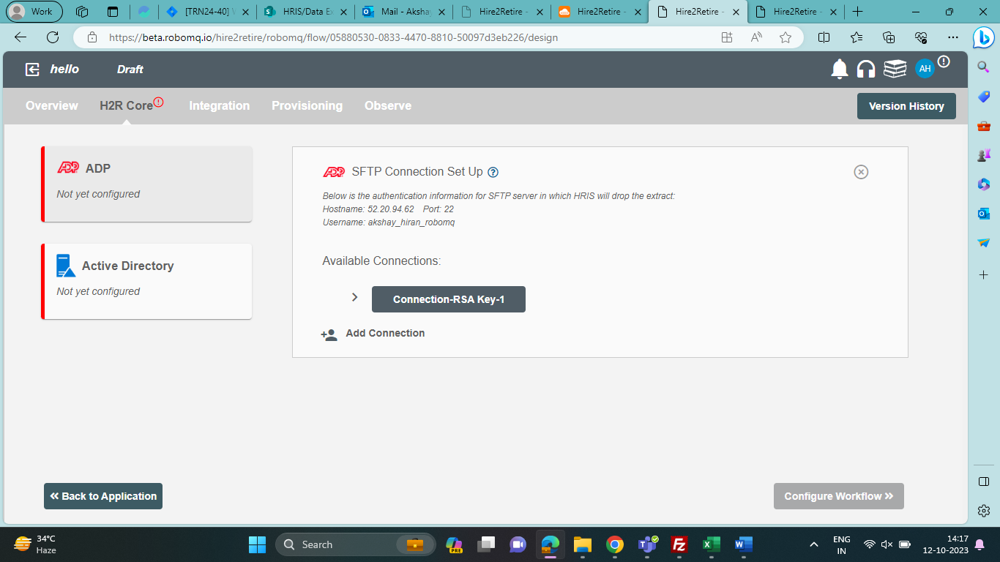 Work
[TRN24-40]
HRIS/Data Ex
Mail - Akshay
Hire2Retire -
Hire2Retire -
Hire2Retire -
Hire2Retire -
https://beta.robomq.io/hire2retire/robomq/flow/05880530-0833-4470-8810-50097d3eb226/design
hello
Draft
AH
Overview
H2R Core
Integration
Provisioning
Observe
Version History
ADP ADP
Not yet configured
Active Directory
Not yet configured
ADP SFTP Connection Set Up ?
Below is the authentication information for SFTP server in which HRIS will drop the extract:
Hostname: 52.20.94.62 Port: 22
Username: akshay_hiran_robomq
Available Connections:
Connection-RSA Key-1
Add Connection
Back to Application
Configure Workflow
34°C
Haze
Search
PRE
ENG
IN
14:17
12-10-2023